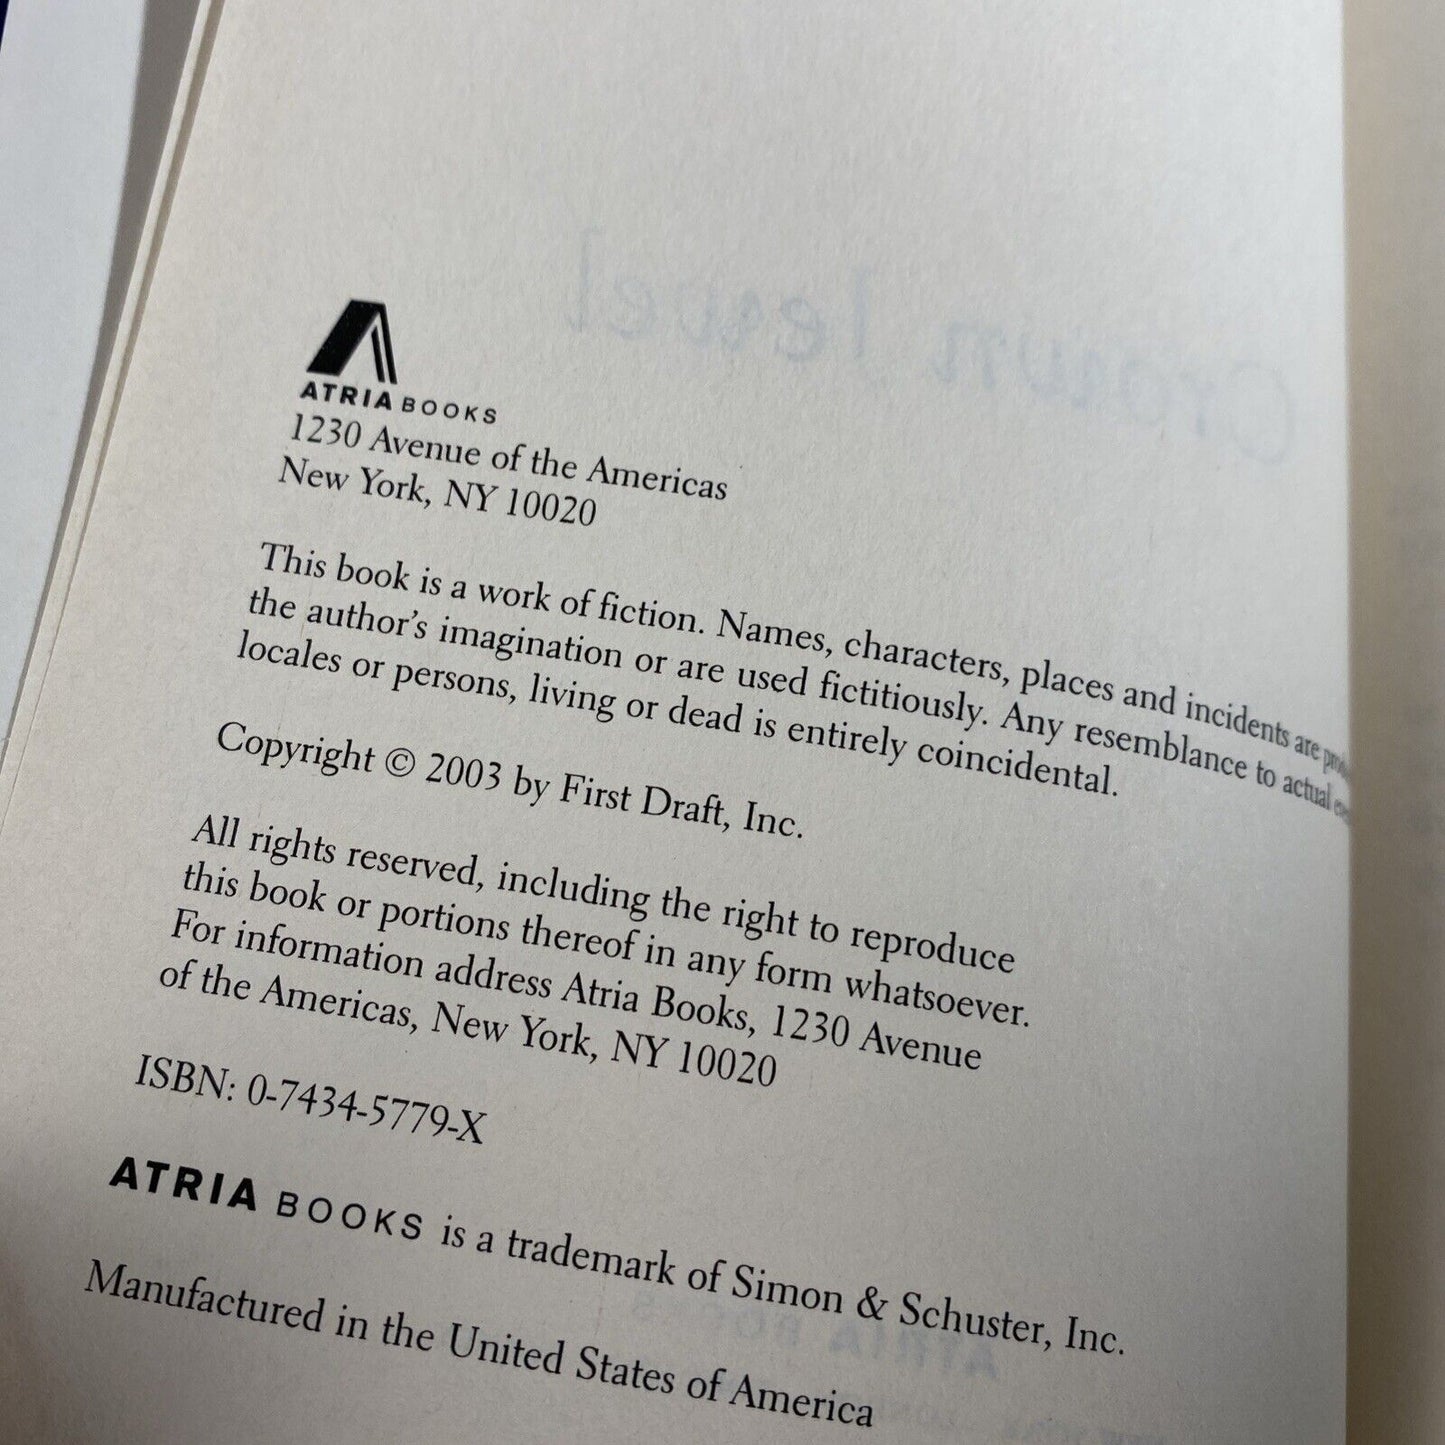 ATRIA BOOKS
1230 Avenue of the Americas
New York, NY 10020
This book is a work of fiction. Names, characters, places and incidents are
the author's imagination or are used fictitiously. Any resemblance to actual
locales or persons, living or dead is entirely coincidental.
Copyright © 2003 by First Draft, Inc.
All rights reserved, including the right to reproduce
this book or portions thereof in any form whatsoever.
For information address Atria Books, 1230 Avenue
of the Americas, New York, NY 10020
ISBN: 0-7434-5779-X
ATRIA BOOKS is a trademark of Simon & Schuster, Inc.
Manufactured in the United States of America
Crown Jewel
ATRIA BOOKS